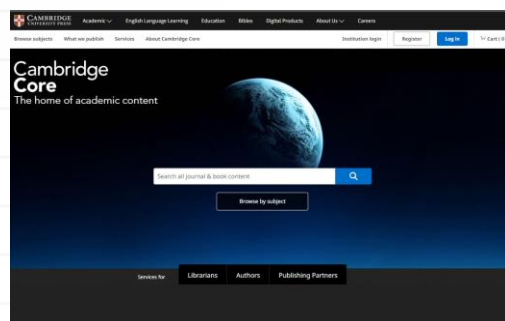 CAMBRIDGE UNIVERSITY PRESS Academic English Language Learning Education Bibles Digital Products About Us Careers
Browse subjects What we publish Services About Cambridge Core Institution login Register Log in Cart ( 0
Cambridge
Core
The home of academic content
Search all journal & book content
Browse by subject
Services for Librarians Authors Publishing Partners